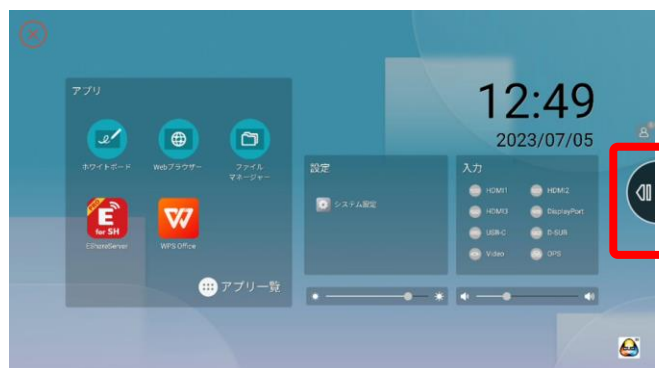 アプリ
ホワイトボード
Webブラウザー
ファイル
マネージャー
E
for SH
EShareServer
WPS Office
アプリ一覧
12:49
2023/07/05
設定
システム設定
入力
HDMI1
HDMI2
HDMI3
DisplayPort
USB-C
D-SUB
Video
OPS